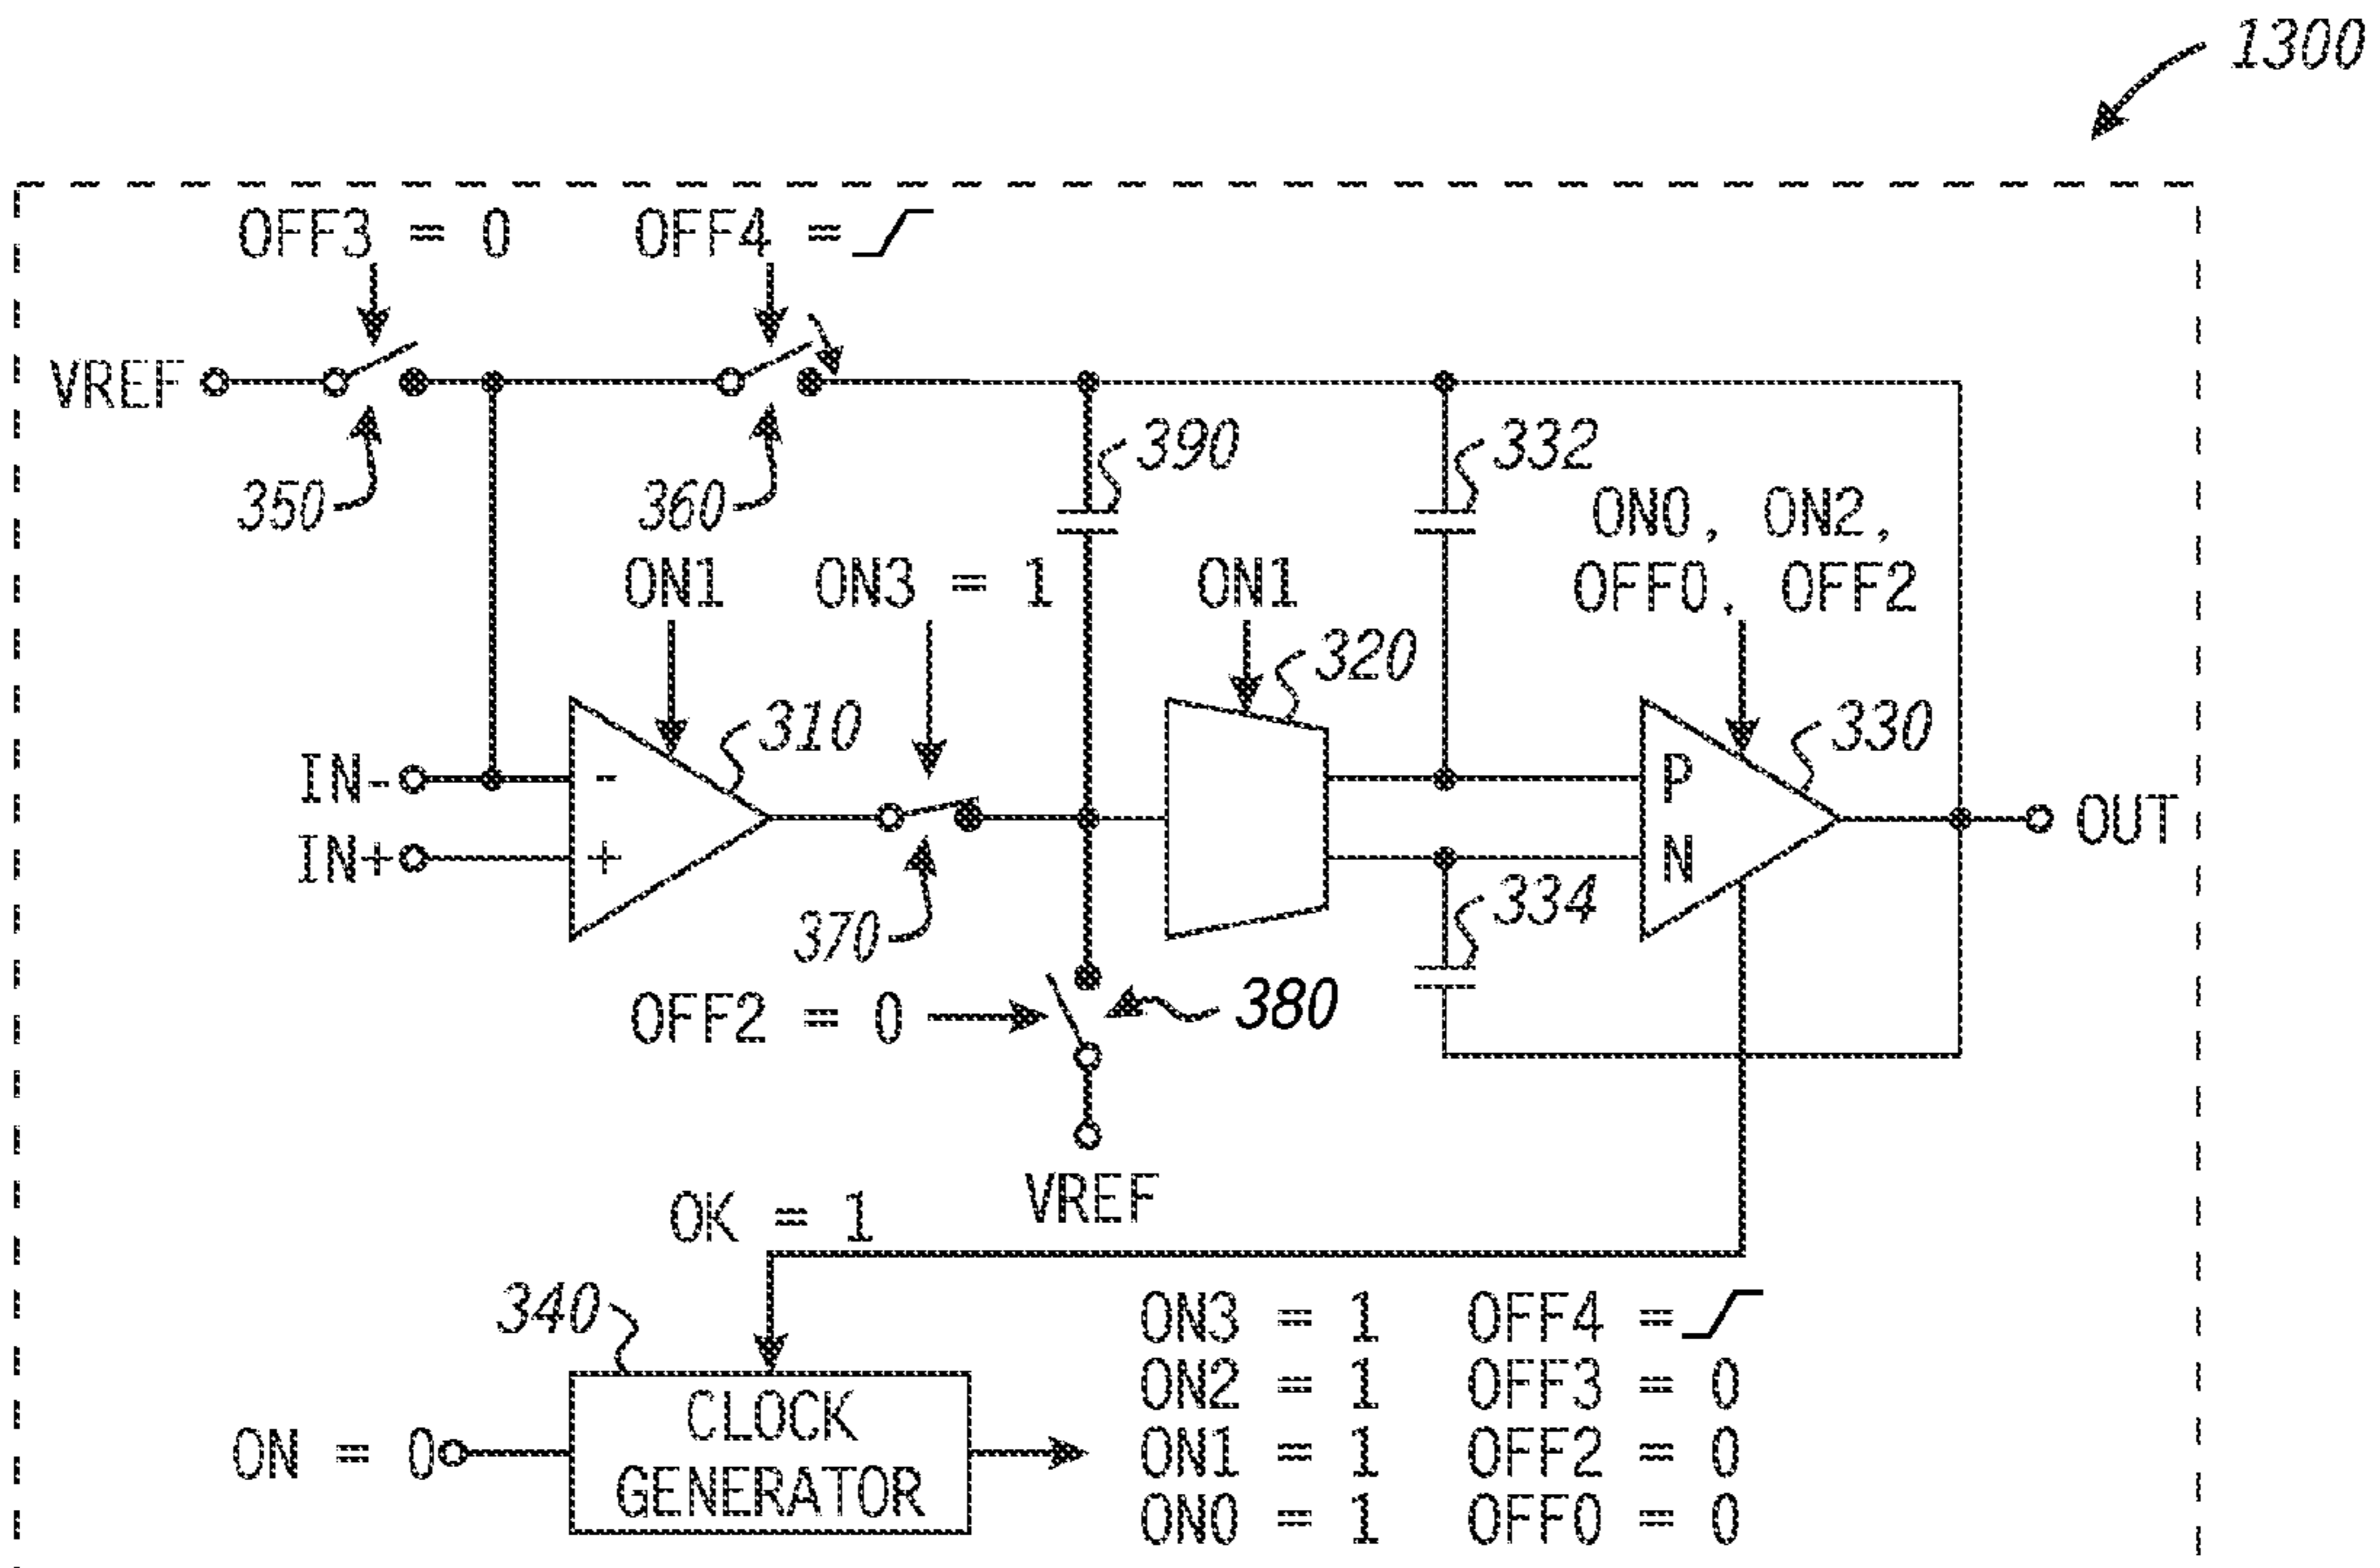 1300
OFF3 = 0
OFF4 =
VREF
350
360
390
332
ON0, ON2,
OFF0, OFF2
ON1
ON3 = 1
ON1
320
310
330
IN-
-
P
IN+
+
N
OUT
370
334
OFF2 = 0
380
VREF
OK = 1
340
CLOCK
GENERATOR
ON = 0
ON3 = 1 OFF4 =
ON2 = 1 OFF3 = 0
ON1 = 1 OFF2 = 0
ON0 = 1 OFF0 = 0